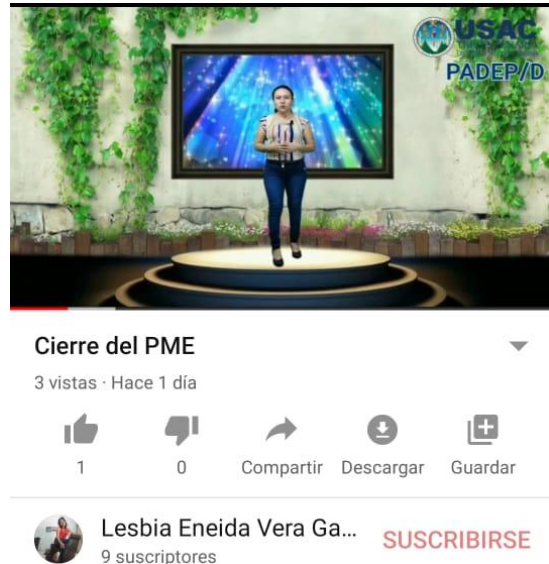 USAC
PADEP/D
Cierre del PME
3 vistas · Hace 1 día
1
0
Compartir
Descargar
Guardar
Lesbia Eneida Vera Ga...
SUSCRIBIRSE
9 suscriptores